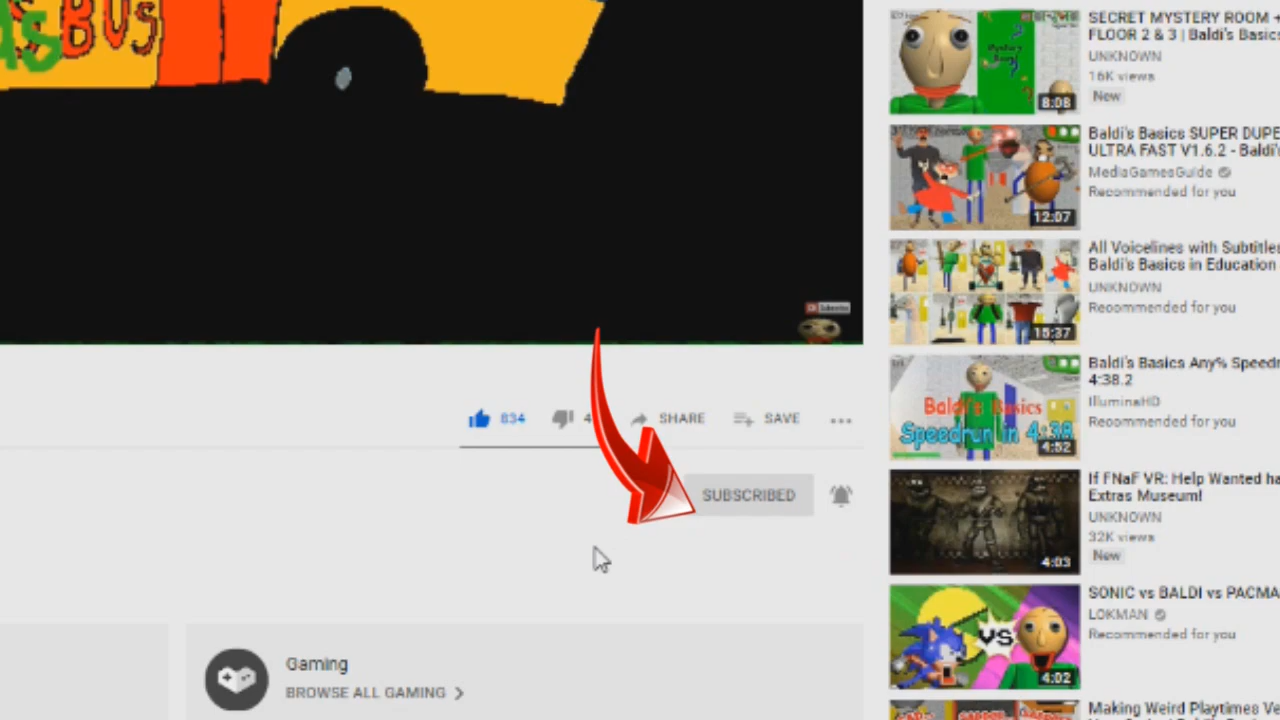 BUS
834
SHARE
SAVE
SUBSCRIBED
Gaming
BROWSE ALL GAMING
SECRET MYSTERY ROOM +
FLOOR 2 & 3 | Baldi's Basics
UNKNOWN
16K views
New
8:08
Baldi's Basics SUPER DUPE
ULTRA FAST V1.6.2 - Baldi's
MediaGamesGuide
Recommended for you
12:07
All Voicelines with Subtitles
Baldi's Basics in Education
UNKNOWN
Recommended for you
15:37
Baldi's Basics Any% Speedr
4:38.2
IlluminaHD
Recommended for you
Baldi's Basics
Speedrun in 4:38
4:52
If FNaF VR: Help Wanted ha
Extras Museum!
UNKNOWN
32K views
New
4:03
SONIC vs BALDI vs PACMA
LOKMAN
Recommended for you
VS
4:02
Making Weird Playtimes Ve